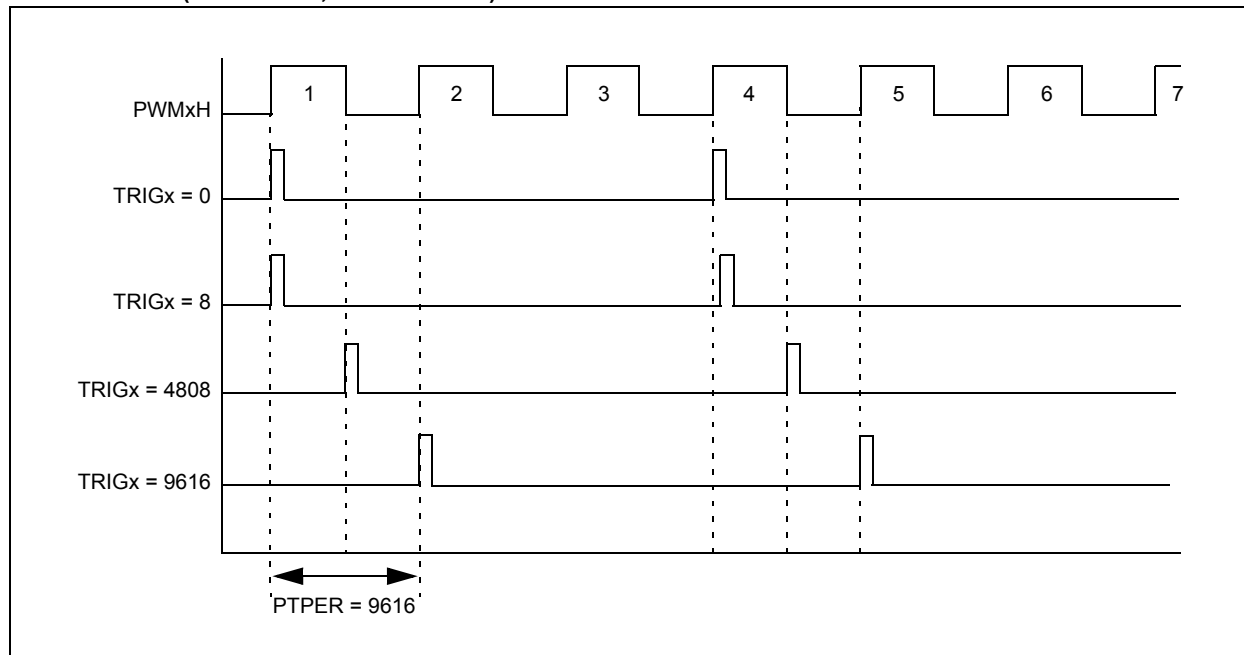 PWMxH
1 2 3 4 5 6 7
TRIGx = 0
TRIGx = 8
TRIGx = 4808
TRIGx = 9616
PTPER = 9616